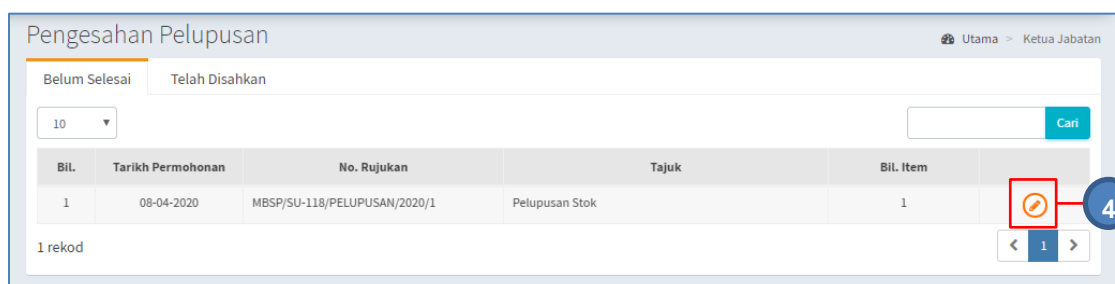 Pengesahan Pelupusan
Utama > Ketua Jabatan
Belum Selesai Telah Disahkan
10 Cari
Bil. Tarikh Permohonan No. Rujukan Tajuk Bil. Item
1 08-04-2020 MBSP/SU-118/PELUPUSAN/2020/1 Pelupusan Stok 1
4
1 rekod < 1 >